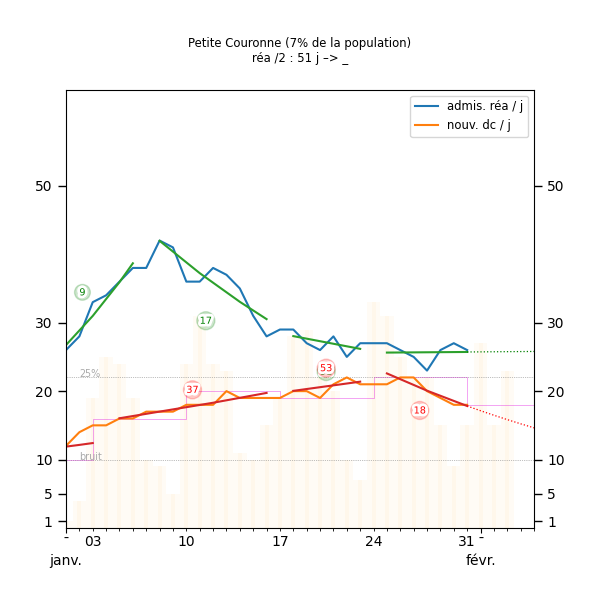 Petite Couronne (7% de la population)
réa /2 : 51 j –> _
admis. réa / j
nouv. dc / j
50 50
9
30 30
17
25%
53
37
20 20
18
bruit
10 10
5 5
1 1
03 10 17 24 31
janv. févr.